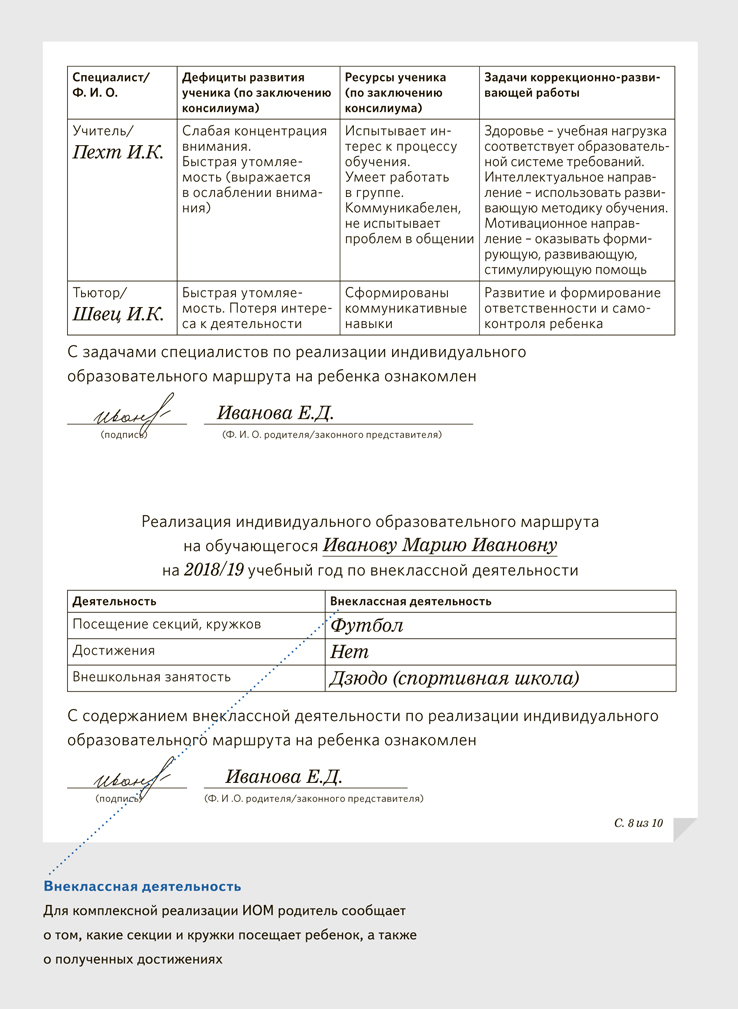 Специалист/
Ф. И. О.
Дефициты развития
ученика (по заключению
консилиума)
Ресурсы ученика
(по заключению
консилиума)
Задачи коррекционно-разви-
вающей работы
Учитель/
Пехт И.К.
Слабая концентрация
внимания.
Быстрая утомляе-
мость (выражается
в ослаблении внима-
ния)
Испытывает ин-
терес к процессу
обучения.
Умеет работать
в группе.
Коммуникабелен,
не испытывает
проблем в общении
Здоровье – учебная нагрузка
соответствует образователь-
ной системе требований.
Интеллектуальное направ-
ление – использовать разви-
вающую методику обучения.
Мотивационное направ-
ление – оказывать форми-
рующую, развивающую,
стимулирующую помощь
Тьютор/
Швец И.К.
Быстрая утомляе-
мость. Потеря интере-
са к деятельности
Сформированы
коммуникативные
навыки
Развитие и формирование
ответственности и само-
контроля ребенка
С задачами специалистов по реализации индивидуального
образовательного маршрута на ребенка ознакомлен
Иванова Е.Д.
(подпись) (Ф. И. О. родителя/законного представителя)
Реализация индивидуального образовательного маршрута
на обучающегося Иванову Марию Ивановну
на 2018/19 учебный год по внеклассной деятельности
Деятельность Внеклассная деятельность
Посещение секций, кружков Футбол
Достижения Нет
Внешкольная занятость Дзюдо (спортивная школа)
С содержанием внеклассной деятельности по реализации индивидуального
образовательного маршрута на ребенка ознакомлен
Иванова Е.Д.
(подпись) (Ф. И .О. родителя/законного представителя)
С. 8 из 10
Внеклассная деятельность
Для комплексной реализации ИОМ родитель сообщает
о том, какие секции и кружки посещает ребенок, а также
о полученных достижениях